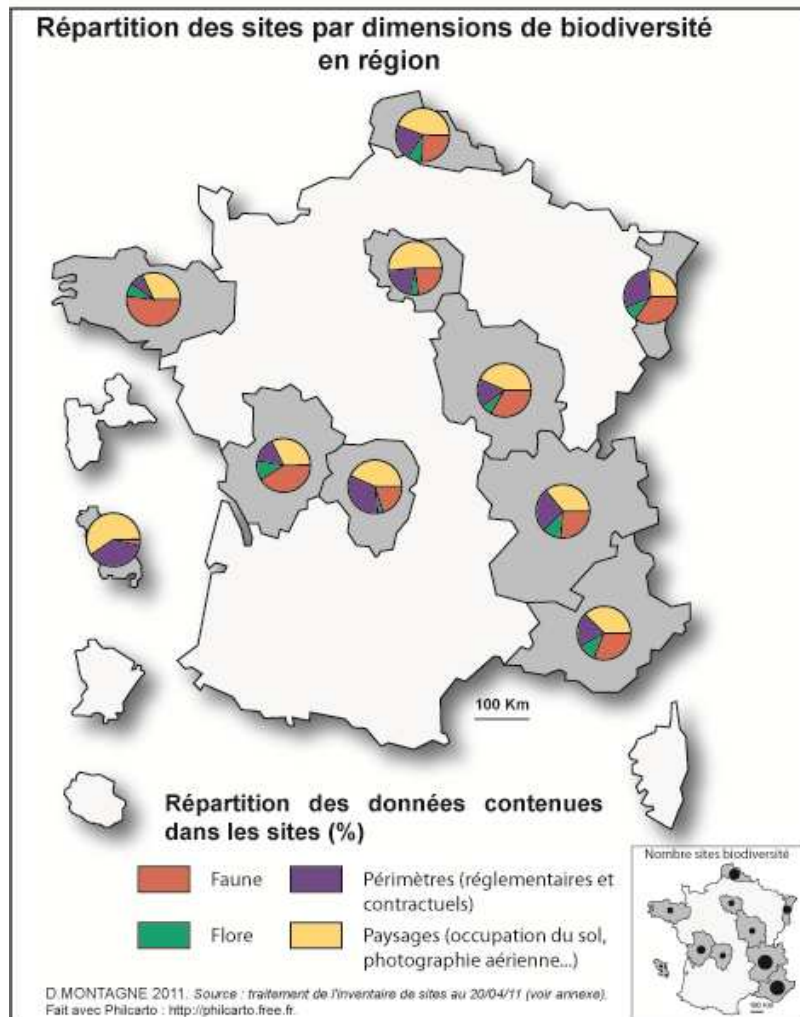 Répartition des sites par dimensions de biodiversité
en région
100 Km
Répartition des données contenues
dans les sites (%)
Faune
Périmètres (réglementaires et
contractuels)
Flore
Paysages (occupation du sol,
photographie aérienne...)
Nombre sites biodiversité
100 Km
D.MONTAGNE 2011. Source : traitement de l'inventaire de sites au 20/04/11 (voir annexe).
Fait avec Philcarto : http://philcarto.free.fr.